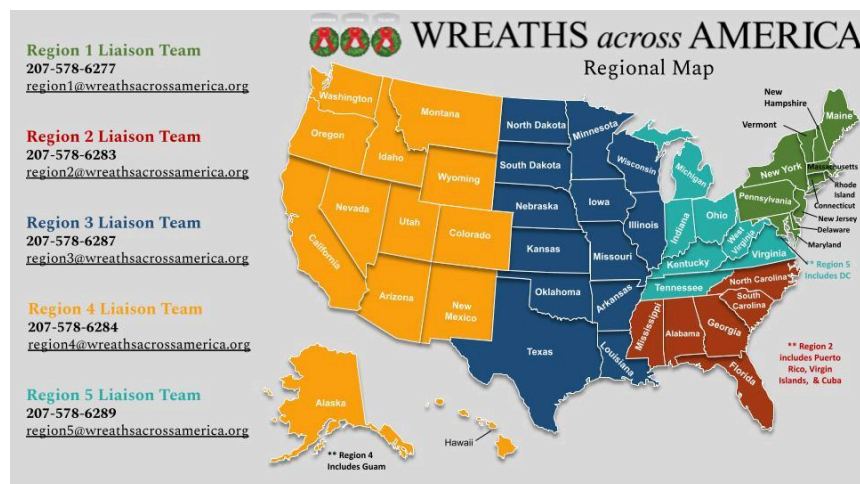 WREATHS across AMERICA
Regional Map
Region 1 Liaison Team
207-578-6277
region1@wreathsacrossamerica.org
Region 2 Liaison Team
207-578-6283
region2@wreathsacrossamerica.org
Region 3 Liaison Team
207-578-6287
region3@wreathsacrossamerica.org
Region 4 Liaison Team
207-578-6284
region4@wreathsacrossamerica.org
Region 5 Liaison Team
207-578-6289
region5@wreathsacrossamerica.org
Washington
Oregon
Idaho
Montana
Wyoming
Nevada
Utah
Colorado
California
Arizona
New
Mexico
Alaska
** Region 4
Includes Guam
Hawaii
North Dakota
South Dakota
Nebraska
Kansas
Oklahoma
Texas
Minnesota
Iowa
Missouri
Arkansas
Louisiana
Wisconsin
Illinois
Michigan
Indiana
Ohio
West
Virginia
Kentucky
Virginia
Tennessee
** Region 5
Includes DC
North Carolina
South
Carolina
Mississippi
Alabama
Georgia
Florida
** Region 2
includes Puerto
Rico, Virgin
Islands, & Cuba
New
Hampshire
Vermont
Maine
New York
Massachusetts
Rhode
Island
Connecticut
Pennsylvania
New Jersey
Delaware
Maryland